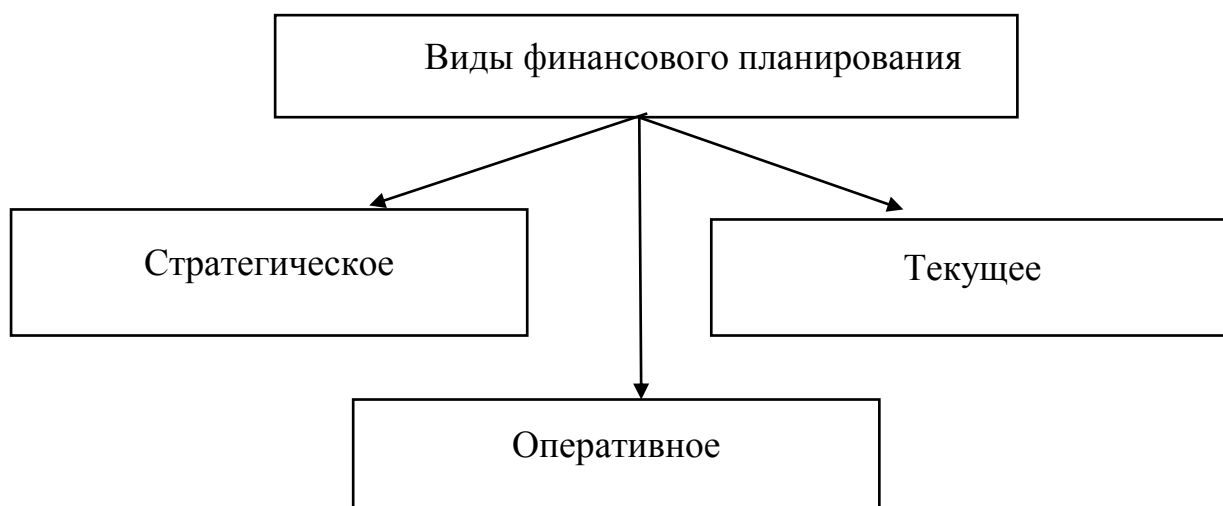 Виды финансового планирования
Стратегическое
Текущее
Оперативное